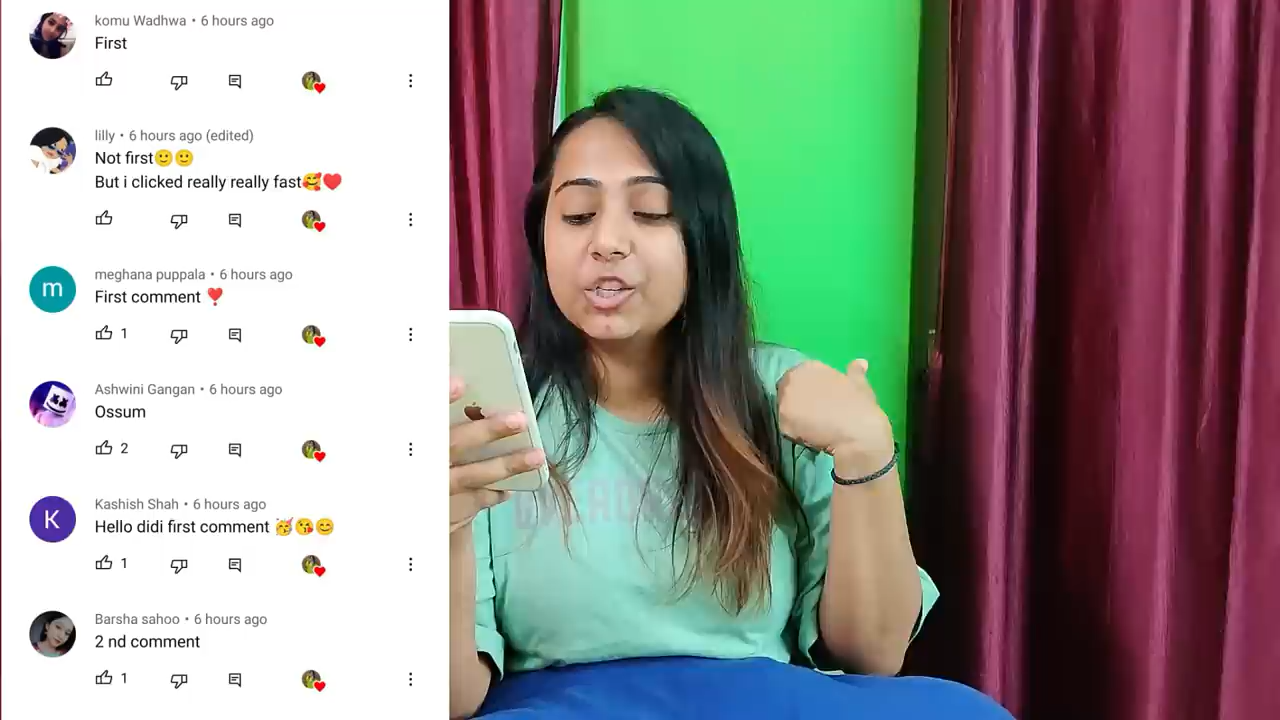 komu Wadhwa • 6 hours ago
First
lilly • 6 hours ago (edited)
Not first🙂🙂
But i clicked really really fast🥰♥️
m
meghana puppala • 6 hours ago
First comment ❣️
1
Ashwini Gangan • 6 hours ago
Ossum
2
K
Kashish Shah • 6 hours ago
Hello didi first comment 🥳😘😊
1
Barsha sahoo • 6 hours ago
2 nd comment
1